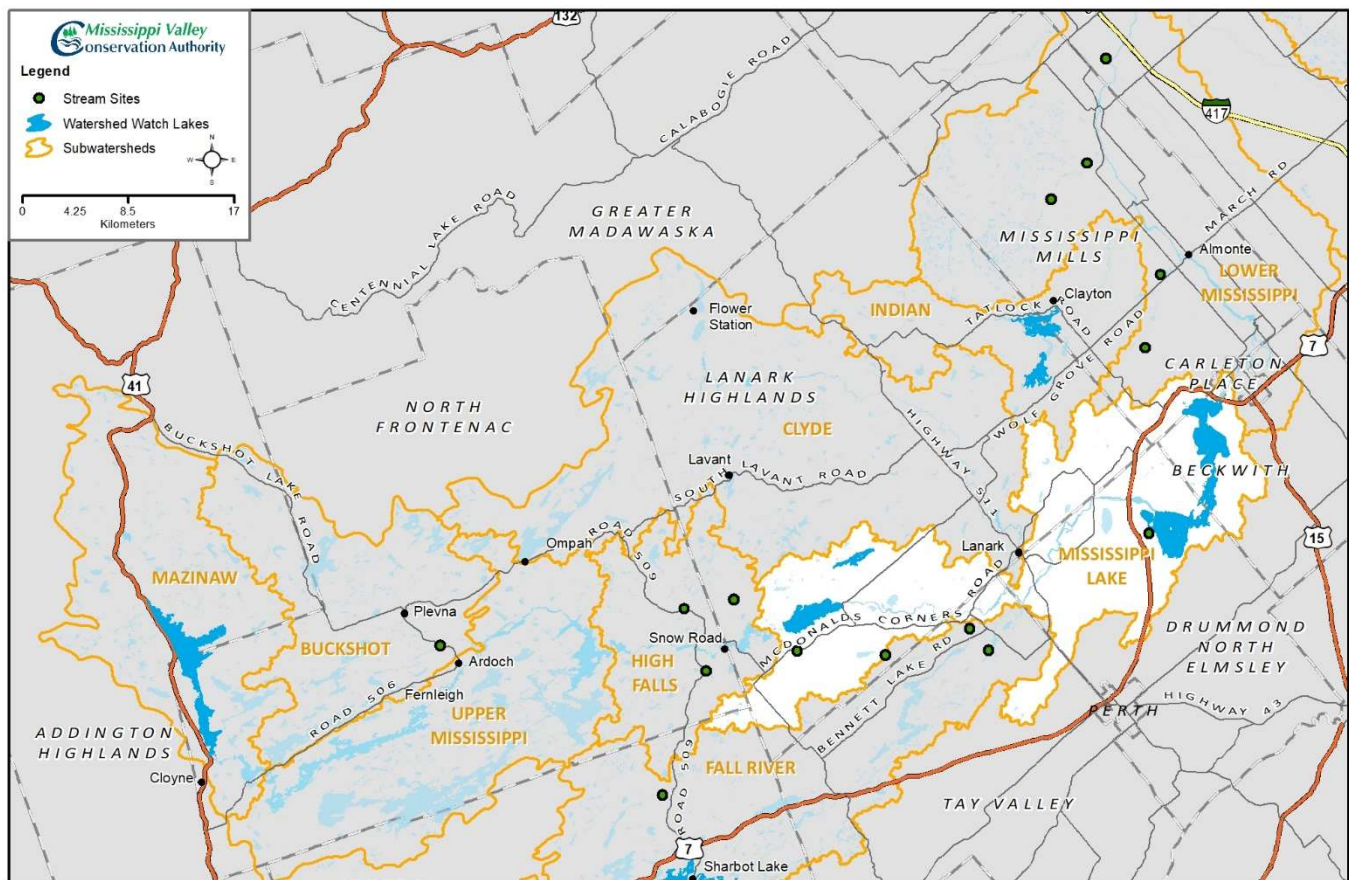 Mississippi Valley
Conservation Authority
Legend
Stream Sites
Watershed Watch Lakes
Subwatersheds
N
W E
S
0 4.25 8.5 17
Kilometers
132
417
CALABOGIE ROAD
CENTENNIAL LAKE ROAD
GREATER
MADAWASKA
MISSISSIPPI
MILLS
MARCH RD
Almonte
LOWER
MISSISSIPPI
Clayton
TATLOCK ROAD
INDIAN
Flower
Station
WOLF GROVE ROAD
7
CARLETON
PLACE
41
BUCKSHOT LAKE ROAD
NORTH
FRONTENAC
LANARK
HIGHLANDS
CLYDE
HIGHWAY 511
Lavant
SOUTH LAVANT ROAD
BECKWITH
15
Ompah
ROAD 509
Lanark
MISSISSIPPI
LAKE
MAZINAW
Plevna
BUCKSHOT
Ardoch
Fernleigh
ROAD 506
UPPER
MISSISSIPPI
Snow Road
HIGH
FALLS
MCDONALDS CORNERS ROAD
BENNETT LAKE RD
DRUMMOND
NORTH
ELMSLEY
PERTH
HIGHWAY 43
ADDINGTON
HIGHLANDS
Cloyne
ROAD 509
FALL RIVER
TAY VALLEY
7
Sharbot Lake